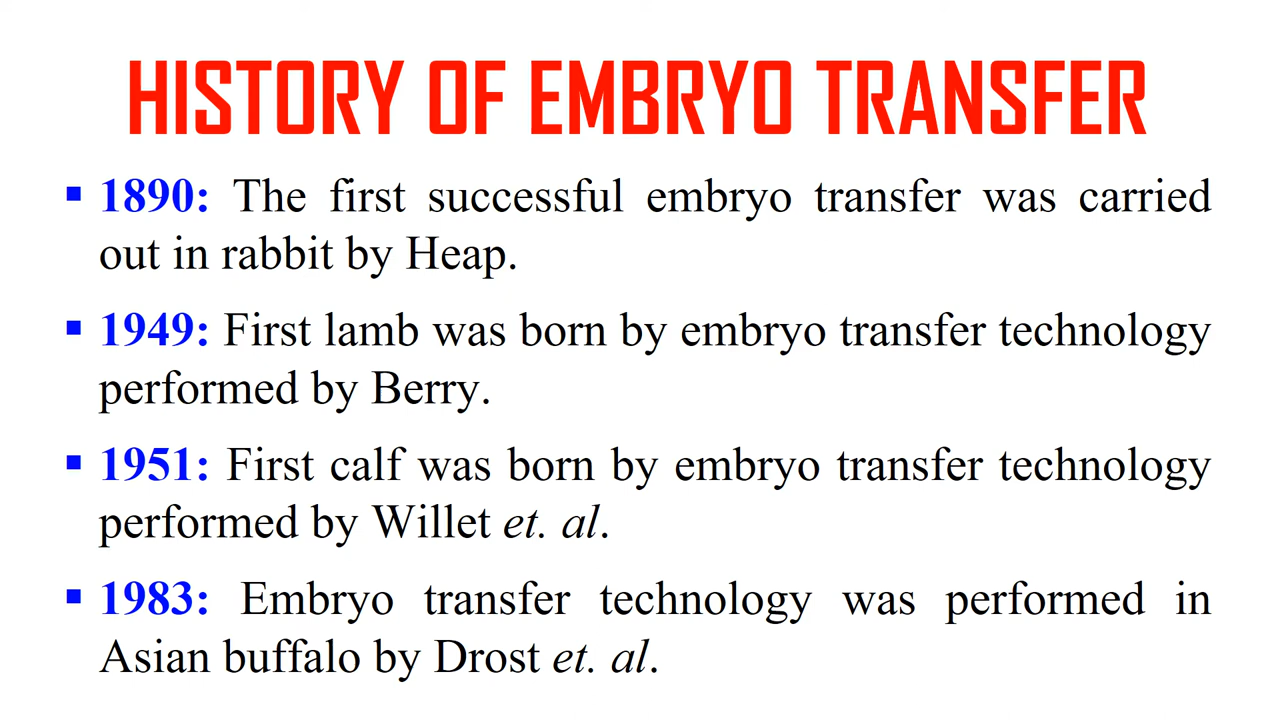 HISTORY OF EMBRYO TRANSFER
▪ 1890: The first successful embryo transfer was carried
out in rabbit by Heap.
▪ 1949: First lamb was born by embryo transfer technology
performed by Berry.
▪ 1951: First calf was born by embryo transfer technology
performed by Willet et. al.
▪ 1983: Embryo transfer technology was performed in
Asian buffalo by Drost et. al.